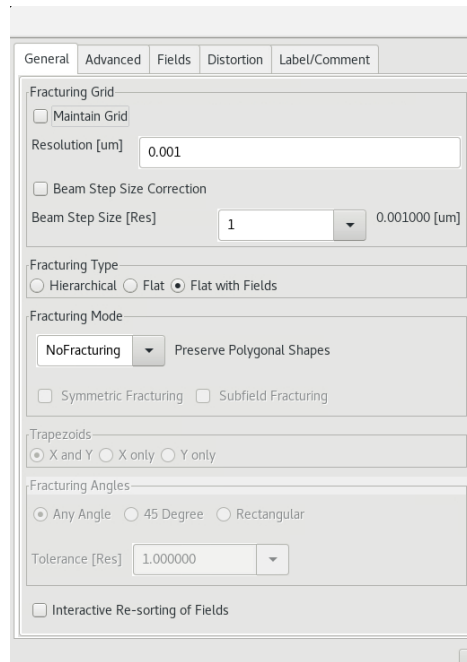 General Advanced Fields Distortion Label/Comment
Fracturing Grid
Maintain Grid
Resolution [um] 0.001
Beam Step Size Correction
Beam Step Size [Res] 1 0.001000 [um]
Fracturing Type
Hierarchical Flat Flat with Fields
Fracturing Mode
NoFracturing Preserve Polygonal Shapes
Symmetric Fracturing Subfield Fracturing
Trapezoids
X and Y X only Y only
Fracturing Angles
Any Angle 45 Degree Rectangular
Tolerance [Res] 1.000000
Interactive Re-sorting of Fields